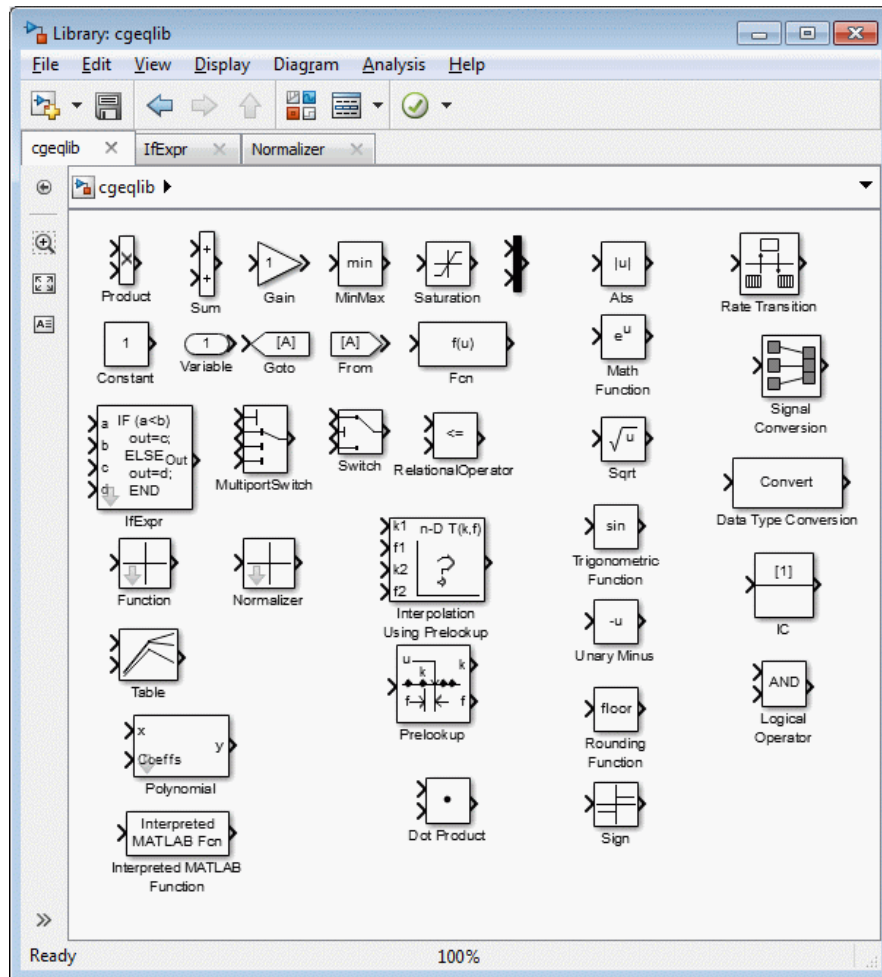 Library: cgeqlib
File Edit View Display Diagram Analysis Help
cgeqlib IfExpr Normalizer
cgeqlib
×
Product
+
+
Sum
1
Gain
min
MinMax
Saturation
|u|
Abs
Rate Transition
1
Constant
1
Variable
[A]
Goto
[A]
From
f(u)
Fcn
e^u
Math
Function
Signal
Conversion
a
b
c
d
IF (a<b)
out=c;
ELSE
out=d;
END
Out
IfExpr
MultiportSwitch
Switch
<=
RelationalOperator
√u
Sqrt
Convert
Data Type Conversion
Function
Normalizer
k1
f1
k2
f2
n-D T(k,f)
?
Interpolation
Using Prelookup
sin
Trigonometric
Function
[1]
IC
Table
u
k
k
f
f
Prelookup
-u
Unary Minus
AND
Logical
Operator
x
Coeffs
y
Polynomial
floor
Rounding
Function
Interpreted
MATLAB Fcn
Interpreted MATLAB
Function
Dot Product
Sign
Ready 100%